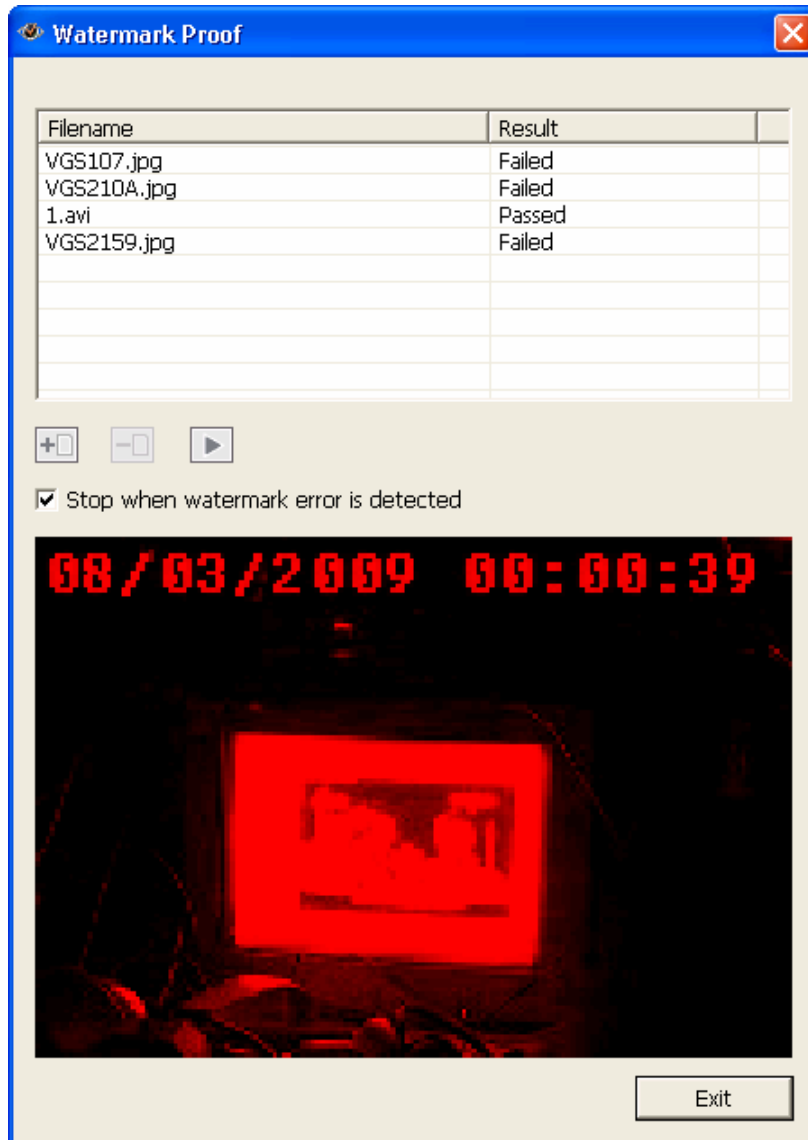 Watermark Proof
Filename Result
VGS107.jpg Failed
VGS210A.jpg Failed
1.avi Passed
VGS2159.jpg Failed
Stop when watermark error is detected
08/03/2009 00:00:39
Exit